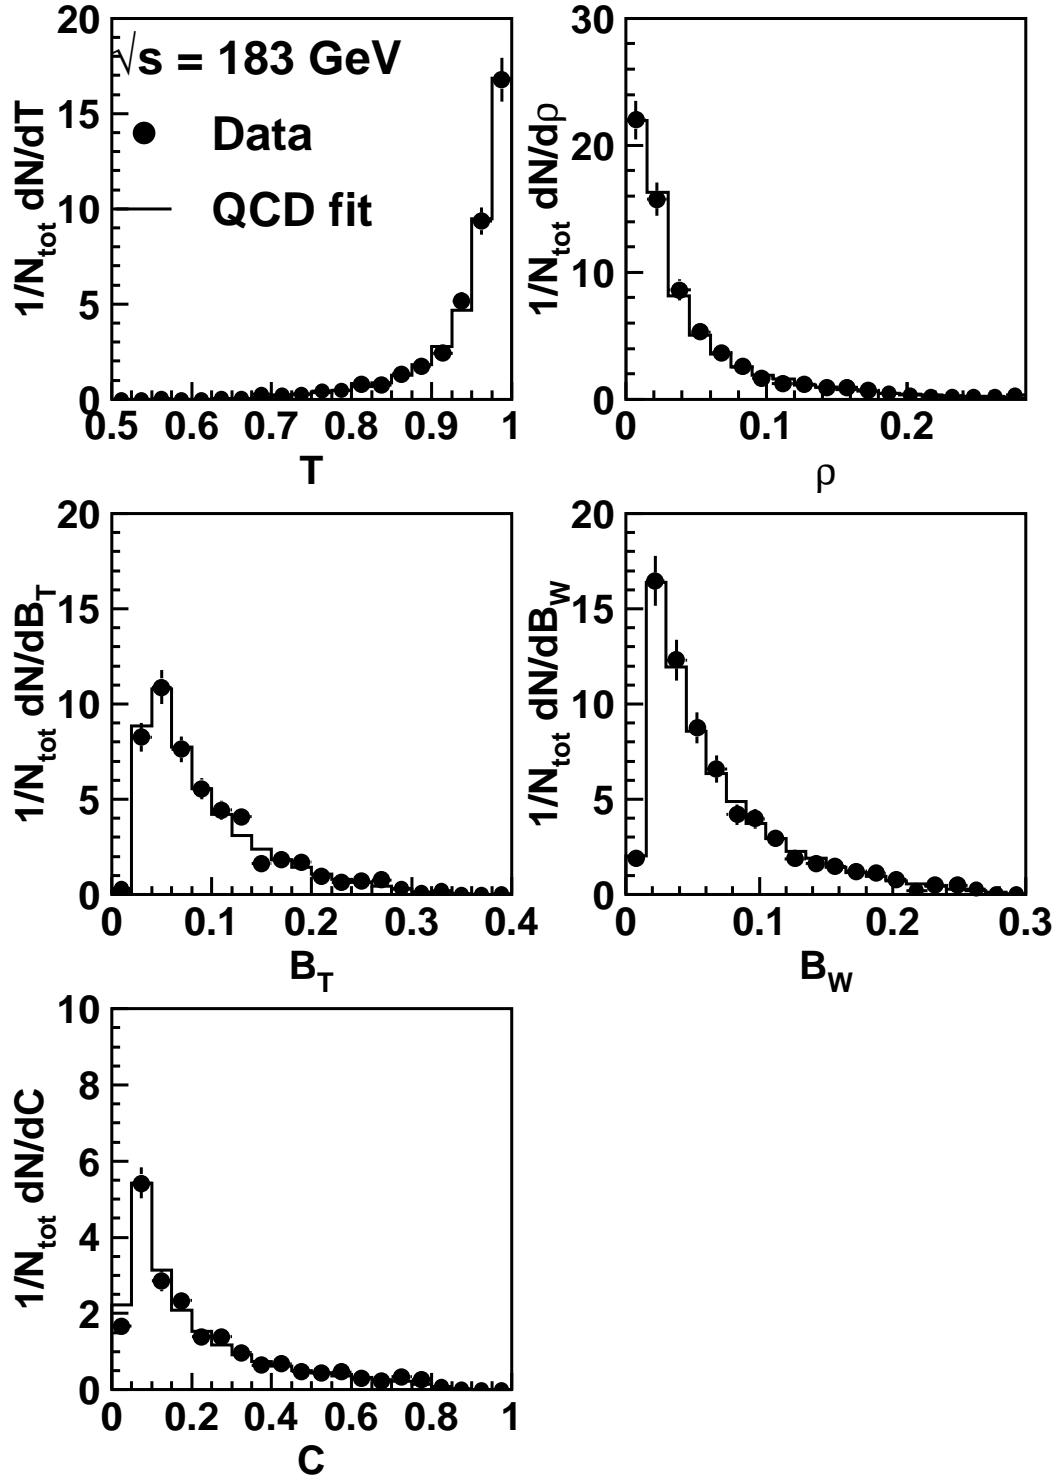 √s = 183 GeV
Data
QCD fit
1/N_tot dN/dT
20
15
10
5
0
0.5 0.6 0.7 0.8 0.9 1
T
1/N_tot dN/dρ
30
20
10
0
0 0.1 0.2
ρ
1/N_tot dN/dB_T
20
15
10
5
0
0 0.1 0.2 0.3 0.4
B_T
1/N_tot dN/dB_W
20
15
10
5
0
0 0.1 0.2 0.3
B_W
1/N_tot dN/dC
10
8
6
4
2
0
0 0.2 0.4 0.6 0.8 1
C